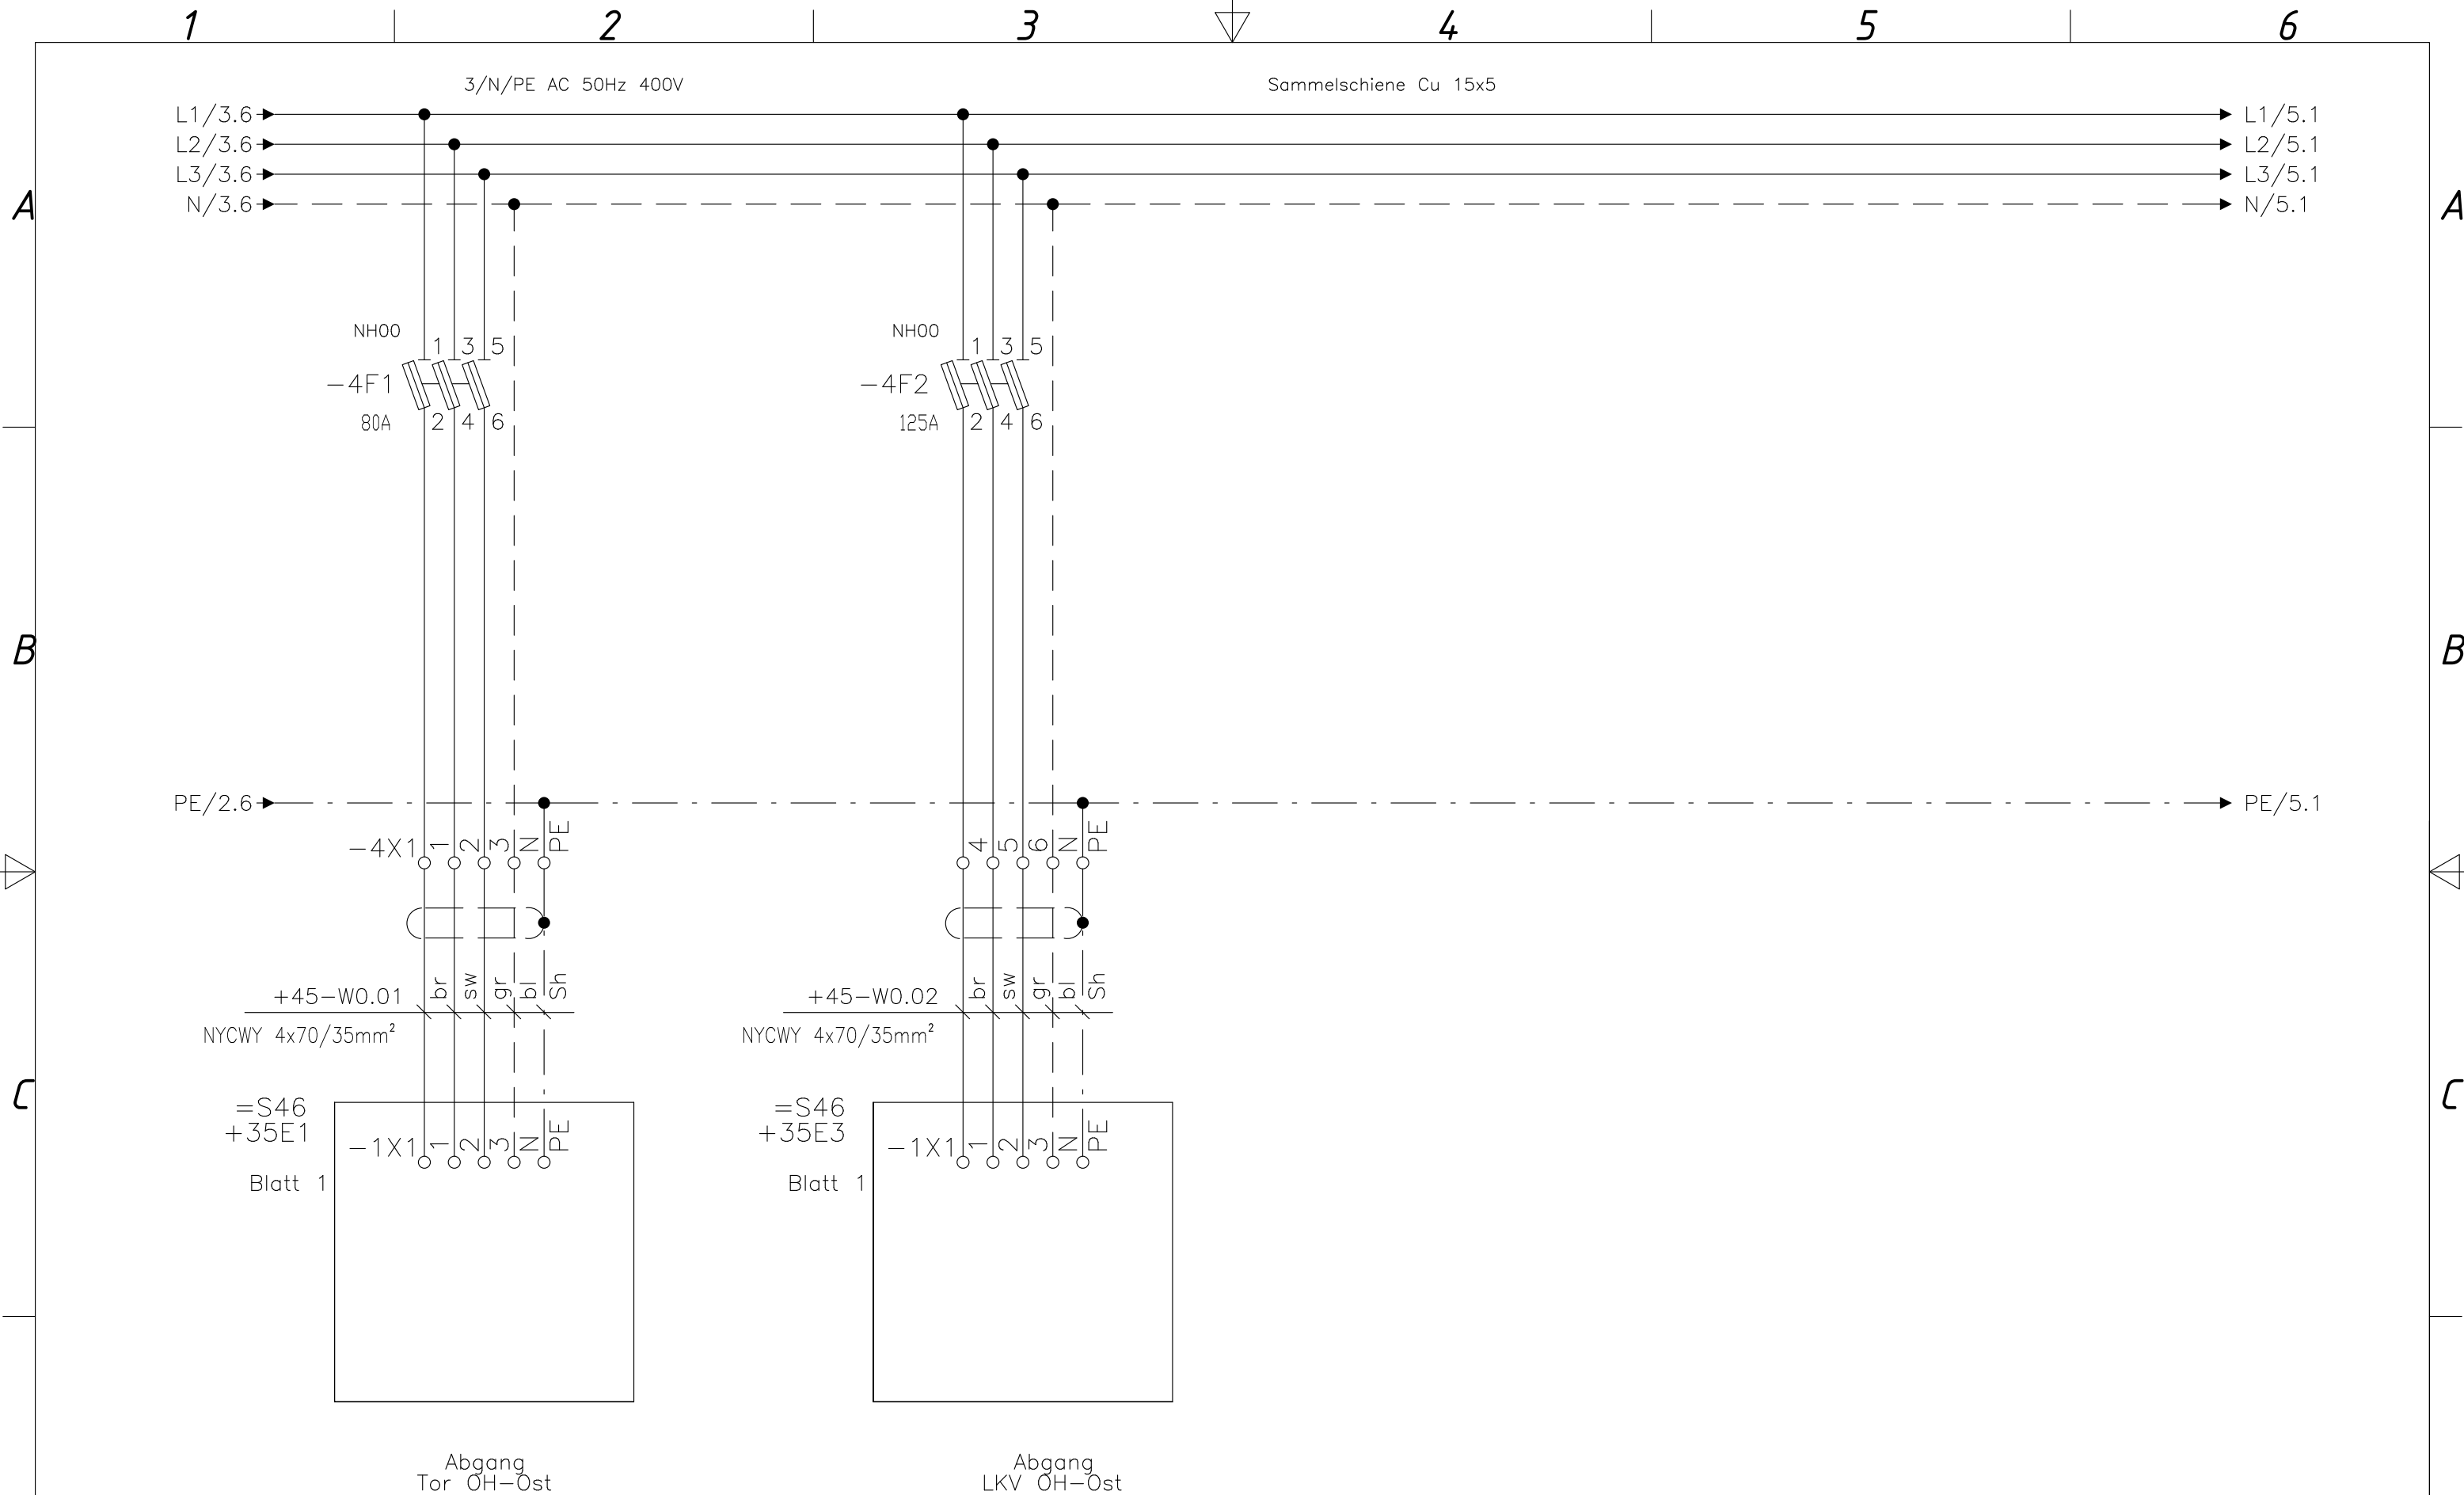 1 2 3 4 5 6
3/N/PE AC 50Hz 400V
Sammelschiene Cu 15x5
L1/3.6
L1/5.1
L2/3.6
L2/5.1
L3/3.6
L3/5.1
N/3.6
N/5.1
A
A
NH00
1 3 5
-4F1
80A
2 4 6
NH00
1 3 5
-4F2
125A
2 4 6
B
B
PE/2.6
PE/5.1
-4X1 1 2 3 N PE
4 5 6 N PE
+45-W0.01 br sw gr bl Sh
NYCWY 4x70/35mm²
+45-W0.02 br sw gr bl Sh
NYCWY 4x70/35mm²
C
C
=S46
+35E1
-1X1 1 2 3 N PE
Blatt 1
=S46
+35E3
-1X1 1 2 3 N PE
Blatt 1
Abgang
Tor OH-Ost
Abgang
LKV OH-Ost